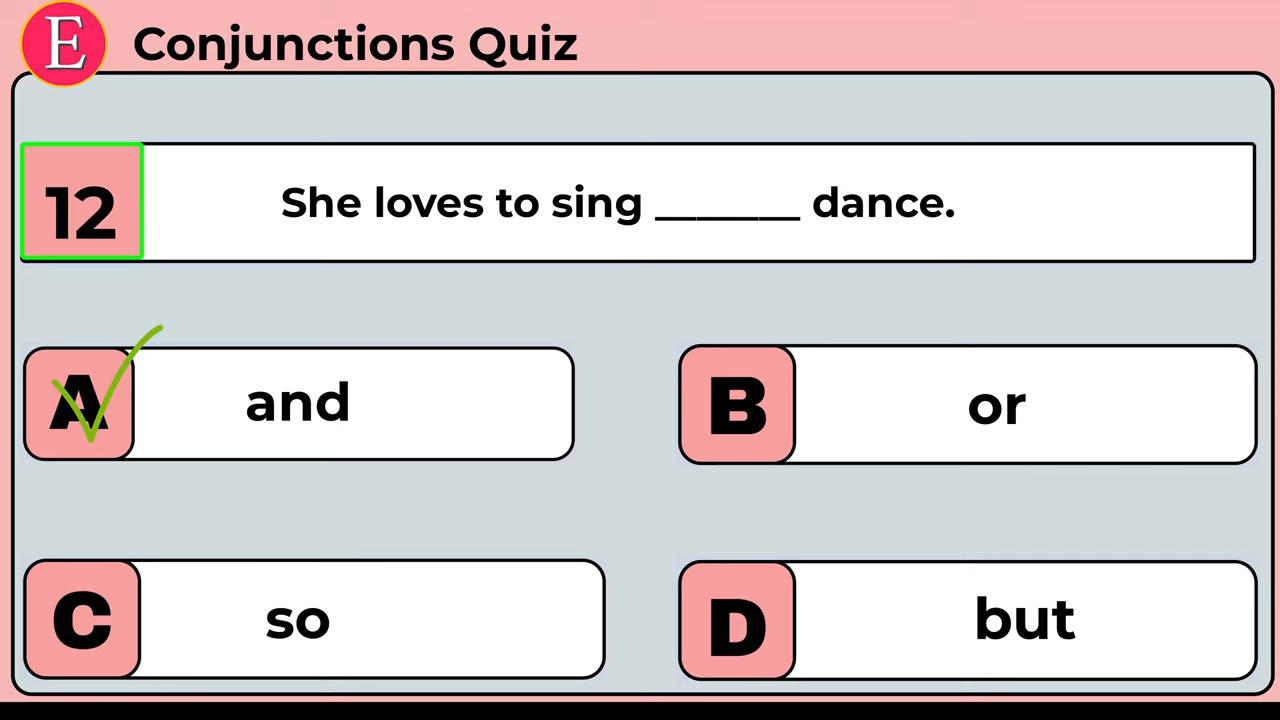 E
Conjunctions Quiz
12
She loves to sing _______ dance.
A
and
B
or
C
so
D
but